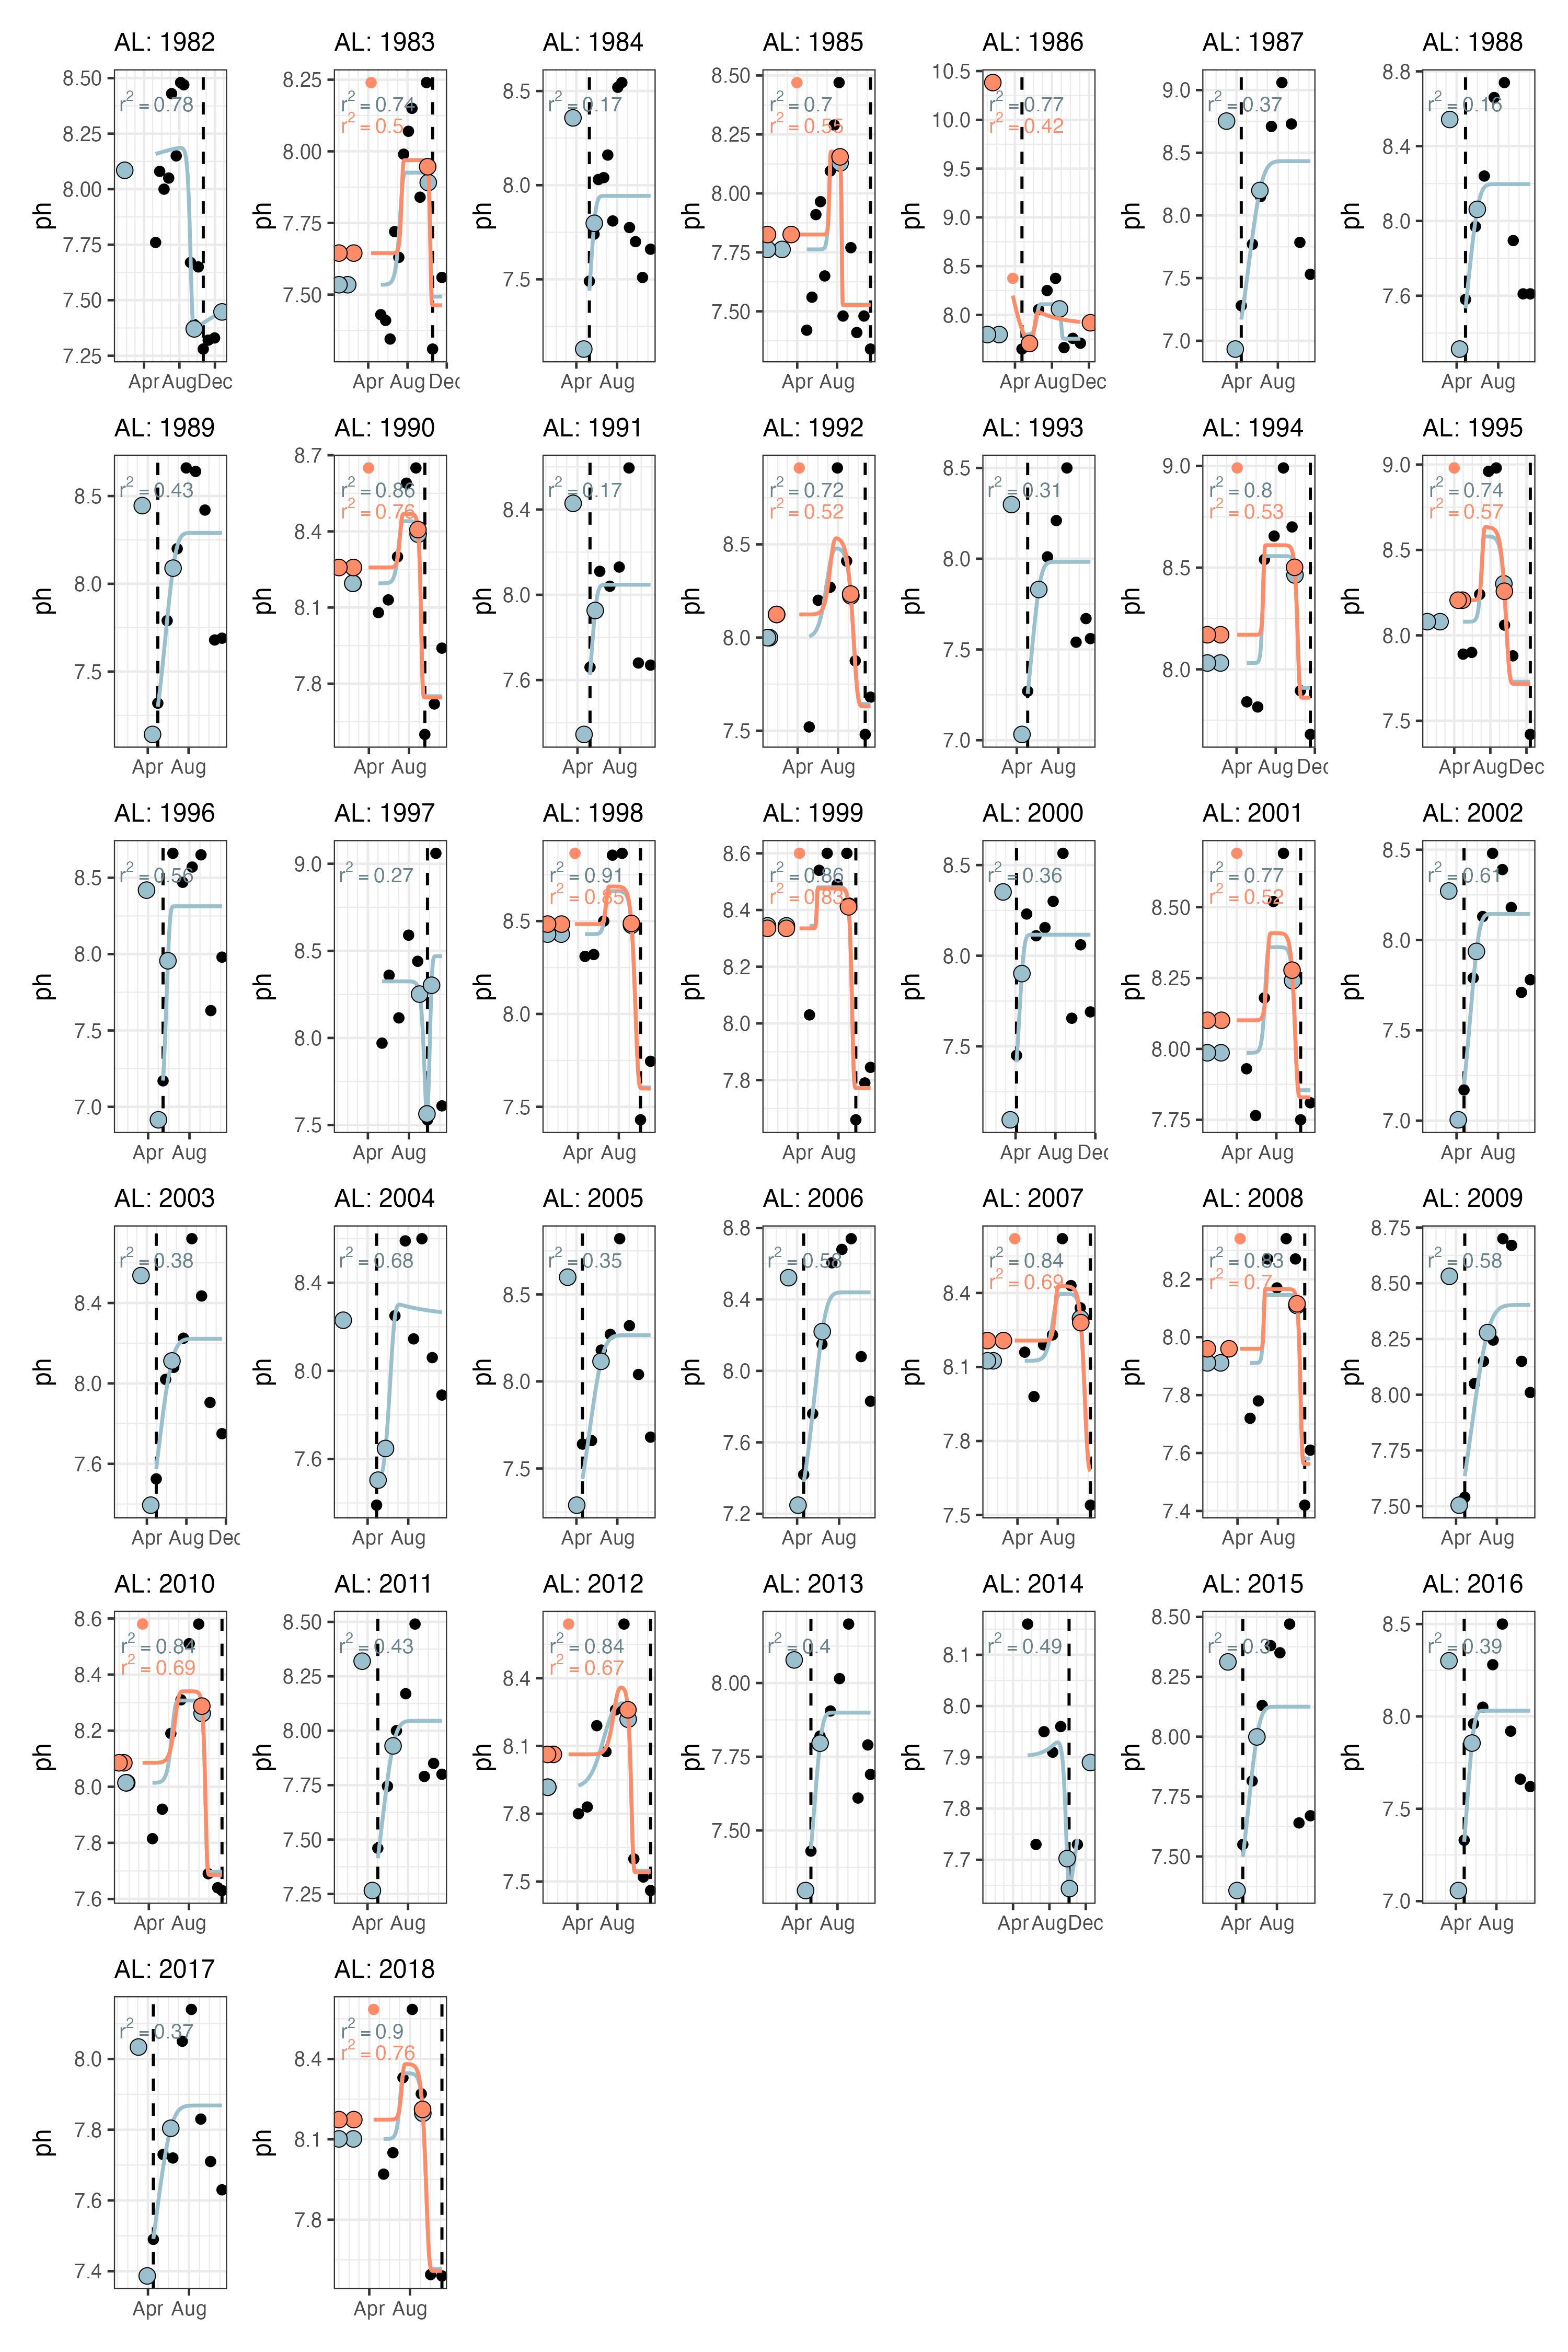 AL: 1982
8.50
8.25
8.00
7.75
7.50
7.25
r² = 0.78
ph
Apr Aug Dec
AL: 1983
8.25
8.00
7.75
7.50
r² = 0.74
r² = 0.5
ph
Apr Aug Dec
AL: 1984
8.5
8.0
7.5
r² = 0.17
ph
Apr Aug
AL: 1985
8.50
8.25
8.00
7.75
7.50
r² = 0.7
r² = 0.55
ph
Apr Aug
AL: 1986
10.5
10.0
9.5
9.0
8.5
8.0
r² = 0.77
r² = 0.42
ph
Apr Aug Dec
AL: 1987
9.0
8.5
8.0
7.5
7.0
r² = 0.37
ph
Apr Aug
AL: 1988
8.8
8.4
8.0
7.6
r² = 0.16
ph
Apr Aug
AL: 1989
8.5
8.0
7.5
r² = 0.43
ph
Apr Aug
AL: 1990
8.7
8.4
8.1
7.8
r² = 0.86
r² = 0.76
ph
Apr Aug
AL: 1991
8.4
8.0
7.6
r² = 0.17
ph
Apr Aug
AL: 1992
8.5
8.0
7.5
r² = 0.72
r² = 0.52
ph
Apr Aug
AL: 1993
8.5
8.0
7.5
7.0
r² = 0.31
ph
Apr Aug
AL: 1994
9.0
8.5
8.0
r² = 0.8
r² = 0.53
ph
Apr Aug Dec
AL: 1995
9.0
8.5
8.0
7.5
r² = 0.74
r² = 0.57
ph
Apr Aug Dec
AL: 1996
8.5
8.0
7.5
7.0
r² = 0.56
ph
Apr Aug
AL: 1997
9.0
8.5
8.0
7.5
r² = 0.27
ph
Apr Aug
AL: 1998
8.5
8.0
7.5
r² = 0.91
r² = 0.85
ph
Apr Aug
AL: 1999
8.6
8.4
8.2
8.0
7.8
r² = 0.86
r² = 0.83
ph
Apr Aug
AL: 2000
8.5
8.0
7.5
r² = 0.36
ph
Apr Aug Dec
AL: 2001
8.50
8.25
8.00
7.75
r² = 0.77
r² = 0.52
ph
Apr Aug
AL: 2002
8.5
8.0
7.5
7.0
r² = 0.61
ph
Apr Aug
AL: 2003
8.4
8.0
7.6
r² = 0.38
ph
Apr Aug Dec
AL: 2004
8.4
8.0
7.6
r² = 0.68
ph
Apr Aug
AL: 2005
8.5
8.0
7.5
r² = 0.35
ph
Apr Aug
AL: 2006
8.8
8.4
8.0
7.6
7.2
r² = 0.58
ph
Apr Aug
AL: 2007
8.4
8.1
7.8
7.5
r² = 0.84
r² = 0.69
ph
Apr Aug
AL: 2008
8.2
8.0
7.8
7.6
7.4
r² = 0.83
r² = 0.7
ph
Apr Aug
AL: 2009
8.75
8.50
8.25
8.00
7.75
7.50
r² = 0.58
ph
Apr Aug
AL: 2010
8.6
8.4
8.2
8.0
7.8
7.6
r² = 0.84
r² = 0.69
ph
Apr Aug
AL: 2011
8.50
8.25
8.00
7.75
7.50
7.25
r² = 0.43
ph
Apr Aug
AL: 2012
8.4
8.1
7.8
7.5
r² = 0.84
r² = 0.67
ph
Apr Aug
AL: 2013
8.00
7.75
7.50
r² = 0.4
ph
Apr Aug
AL: 2014
8.1
8.0
7.9
7.8
7.7
r² = 0.49
ph
Apr Aug Dec
AL: 2015
8.50
8.25
8.00
7.75
7.50
r² = 0.3
ph
Apr Aug
AL: 2016
8.5
8.0
7.5
7.0
r² = 0.39
ph
Apr Aug
AL: 2017
8.0
7.8
7.6
7.4
r² = 0.37
ph
Apr Aug
AL: 2018
8.4
8.1
7.8
r² = 0.9
r² = 0.76
ph
Apr Aug